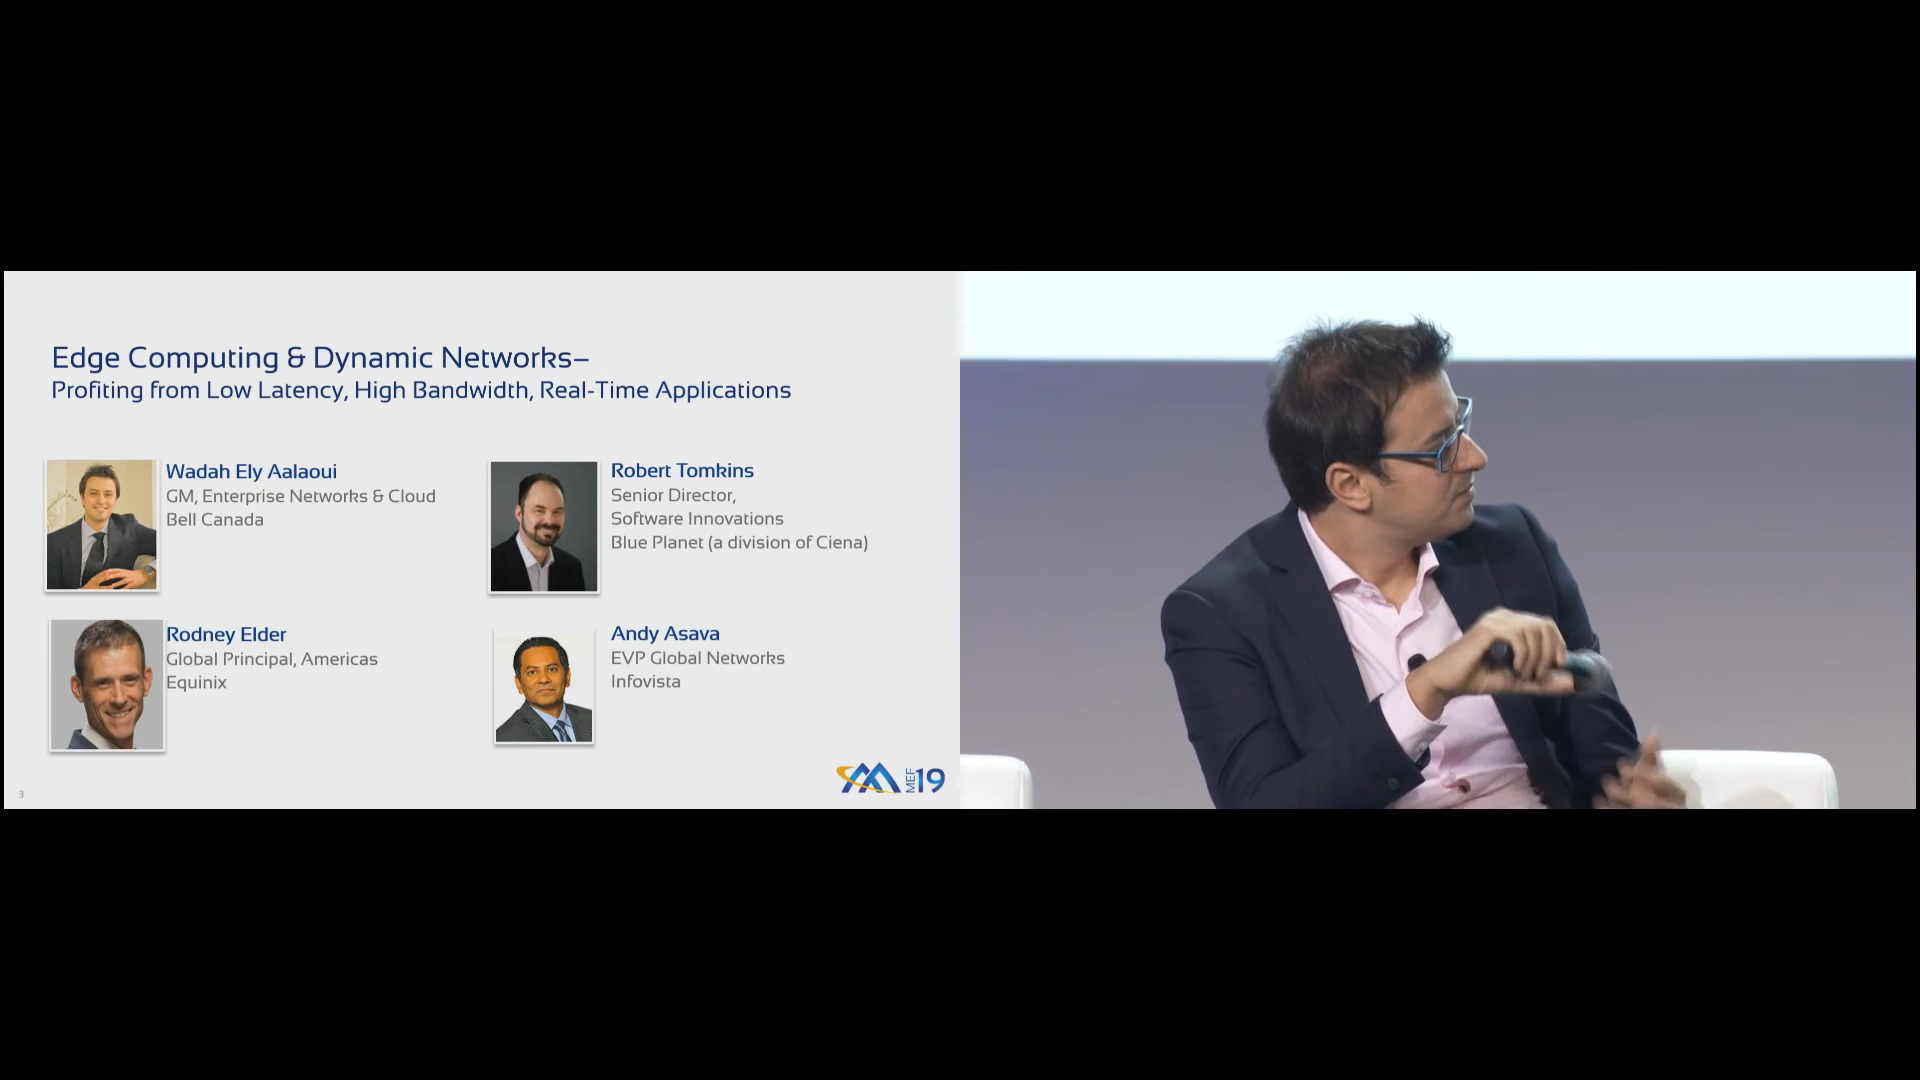 Edge Computing & Dynamic Networks–
Profiting from Low Latency, High Bandwidth, Real-Time Applications
Wadah Ely Aalaoui
GM, Enterprise Networks & Cloud
Bell Canada
Robert Tomkins
Senior Director,
Software Innovations
Blue Planet (a division of Ciena)
Rodney Elder
Global Principal, Americas
Equinix
Andy Asava
EVP Global Networks
Infovista
3
MEF 19